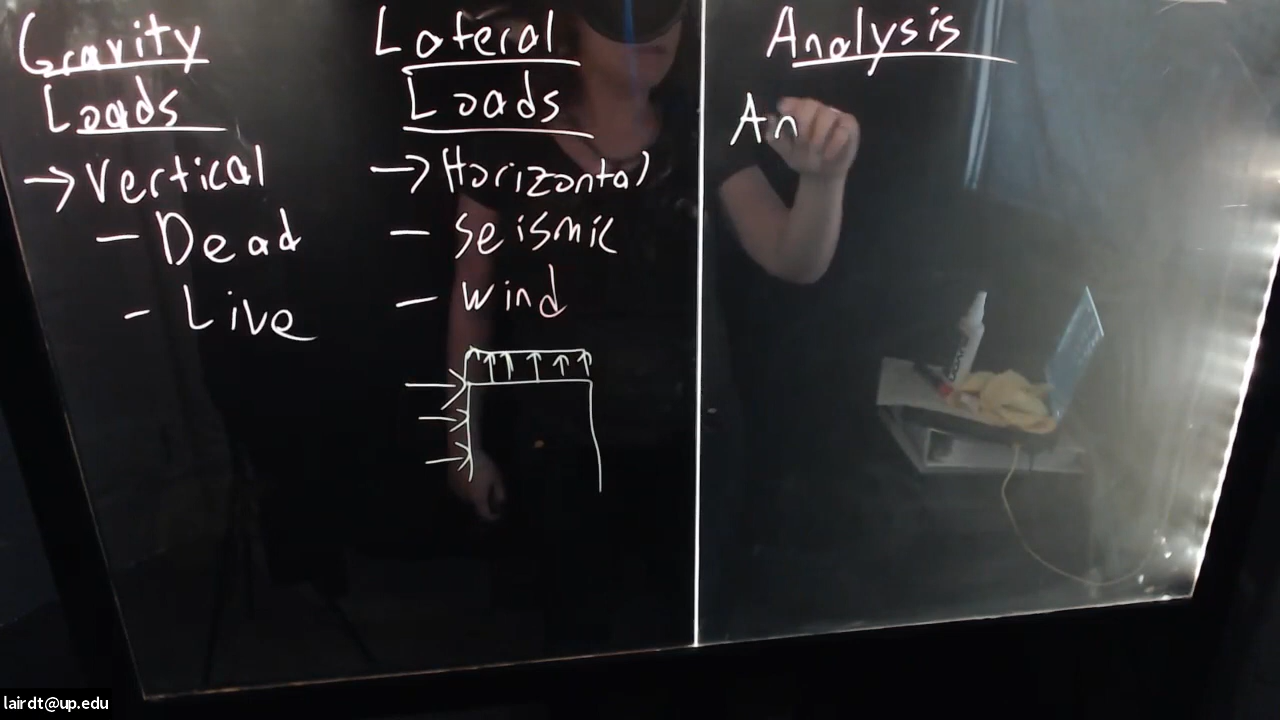 Gravity
Loads
→ Vertical
- Dead
- Live
Lateral
Loads
→ Horizontal
- Seismic
- Wind
Analysis
An
lairdt@up.edu